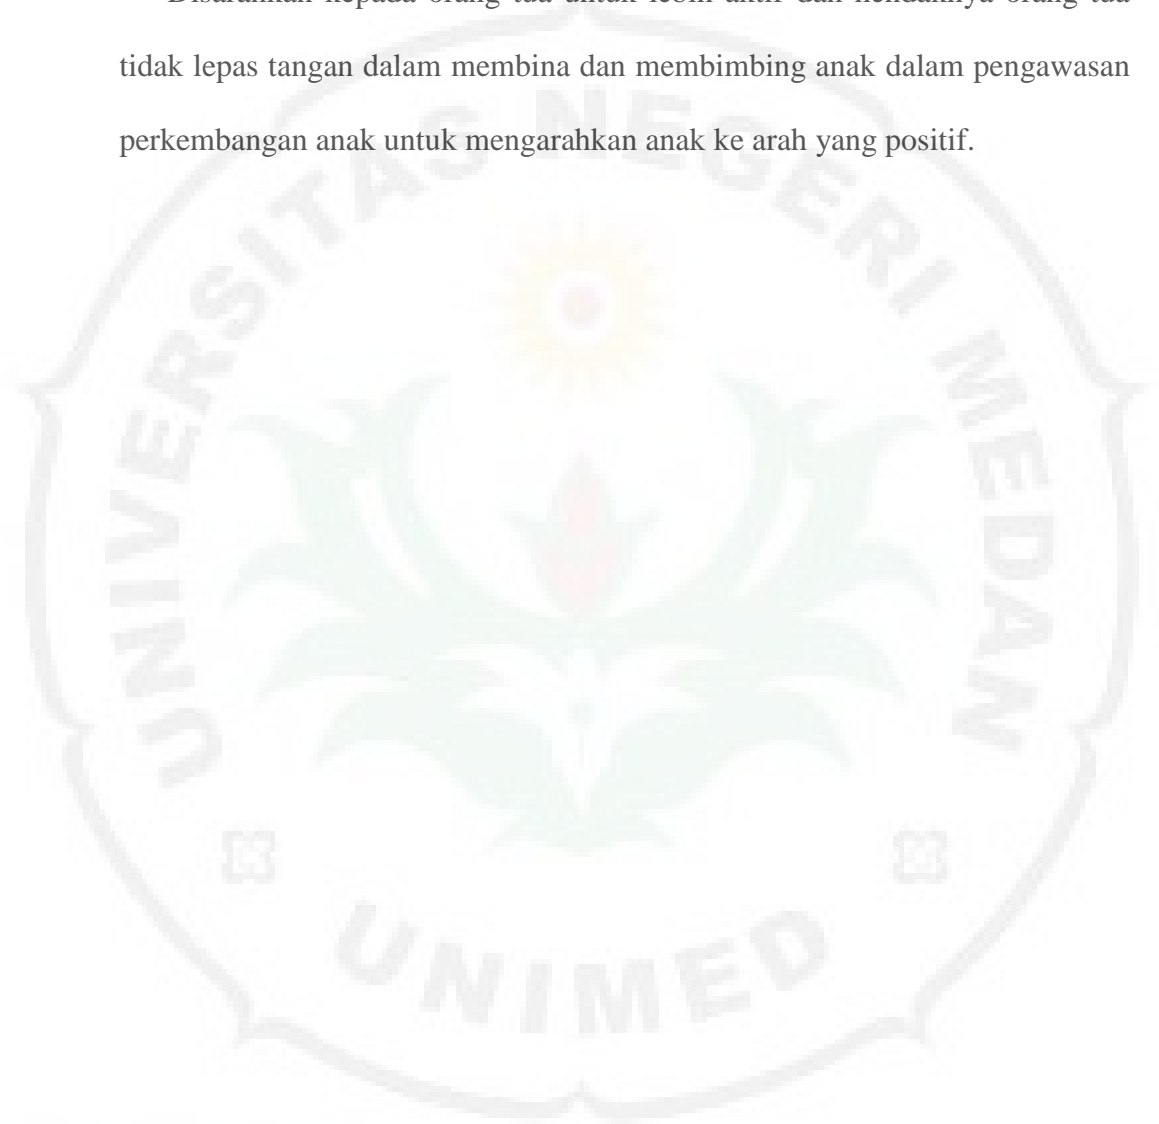 Disarankan kepada orang tua untuk lebih aktif dan hendaknya orang tua
tidak lepas tangan dalam membina dan membimbing anak dalam pengawasan
perkembangan anak untuk mengarahkan anak ke arah yang positif.
UNIVERSITAS NEGERI MEDAN
UNIMED